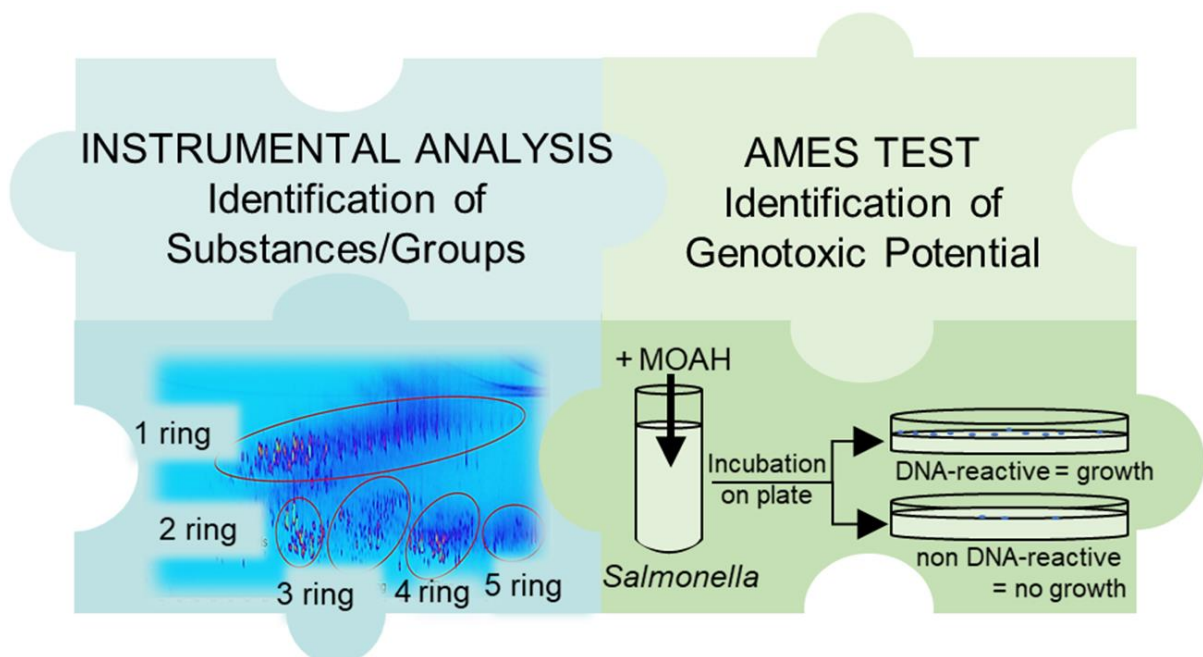 INSTRUMENTAL ANALYSIS
Identification of
Substances/Groups
AMES TEST
Identification of
Genotoxic Potential
1 ring
2 ring
3 ring
4 ring
5 ring
+ MOAH
Salmonella
Incubation
on plate
DNA-reactive = growth
non DNA-reactive
= no growth